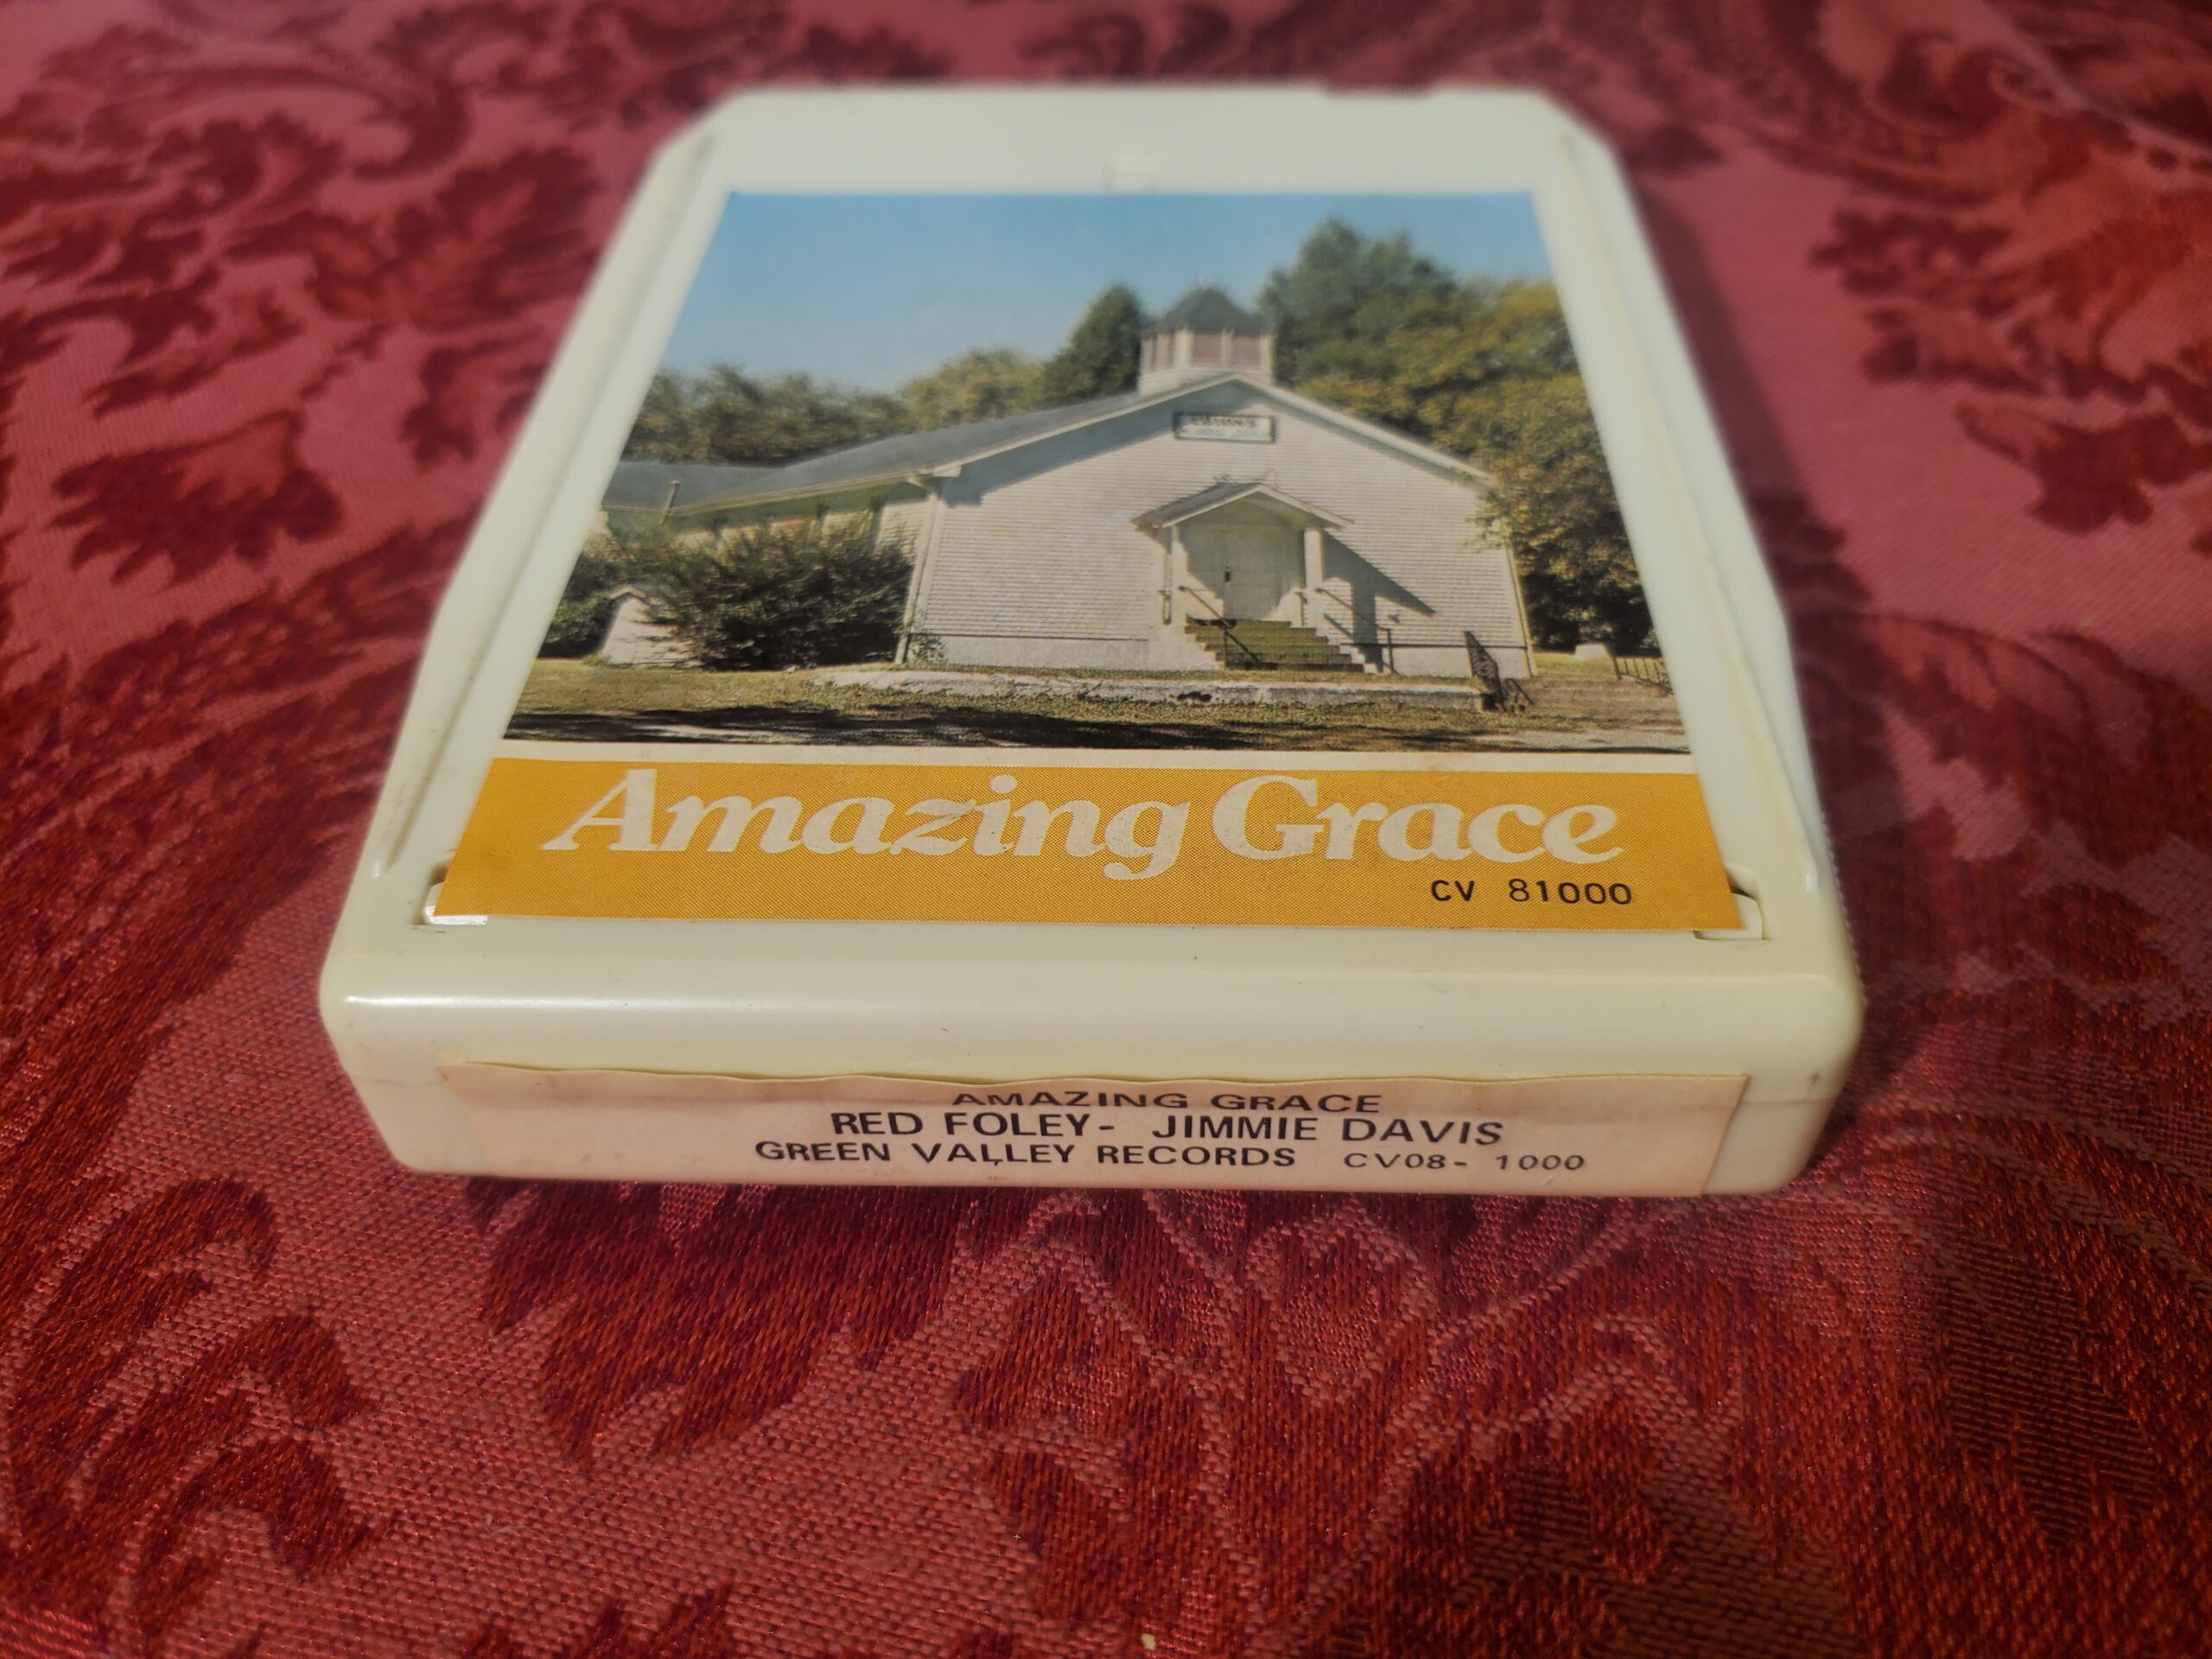 Amazing Grace
CV 81000
AMAZING GRACE
RED FOLEY- JIMMIE DAVIS
GREEN VALLEY RECORDS CV08- 1000